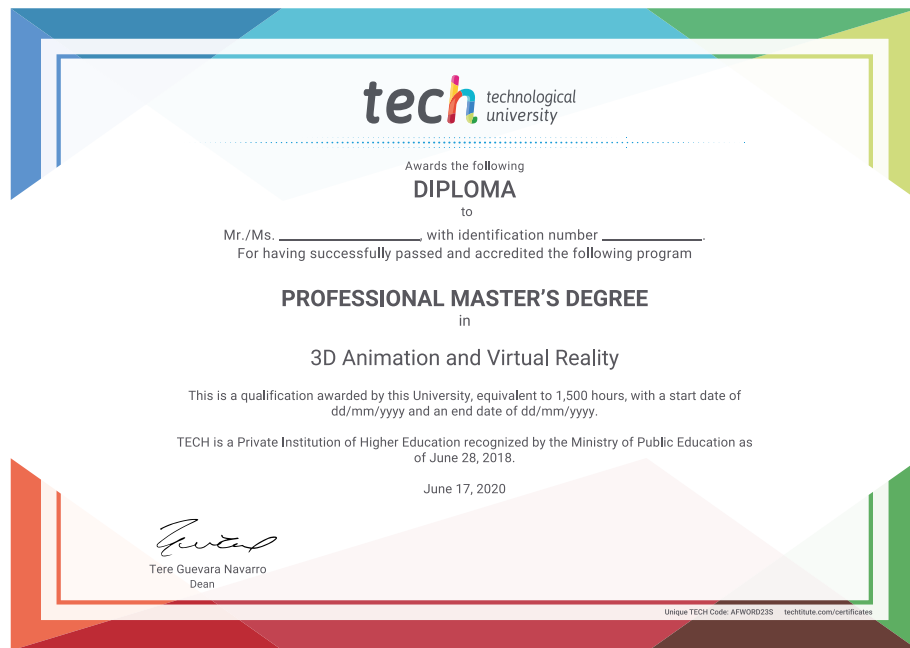 tech technological
university
Awards the following
DIPLOMA
to
Mr./Ms. ____________, with identification number ____________.
For having successfully passed and accredited the following program
PROFESSIONAL MASTER'S DEGREE
in
3D Animation and Virtual Reality
This is a qualification awarded by this University, equivalent to 1,500 hours, with a start date of
dd/mm/yyyy and an end date of dd/mm/yyyy.
TECH is a Private Institution of Higher Education recognized by the Ministry of Public Education as
of June 28, 2018.
June 17, 2020
Tere Guevara Navarro
Dean
Unique TECH Code: AFWORD23S techtitute.com/certificates